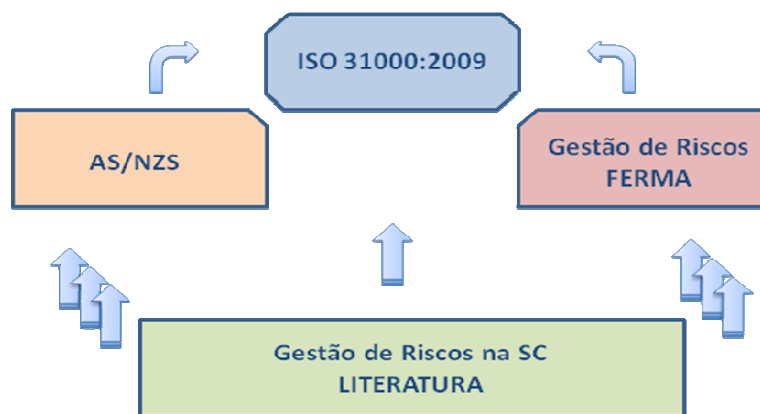 ISO 31000:2009
AS/NZS
Gestão de Riscos
FERMA
Gestão de Riscos na SC
LITERATURA